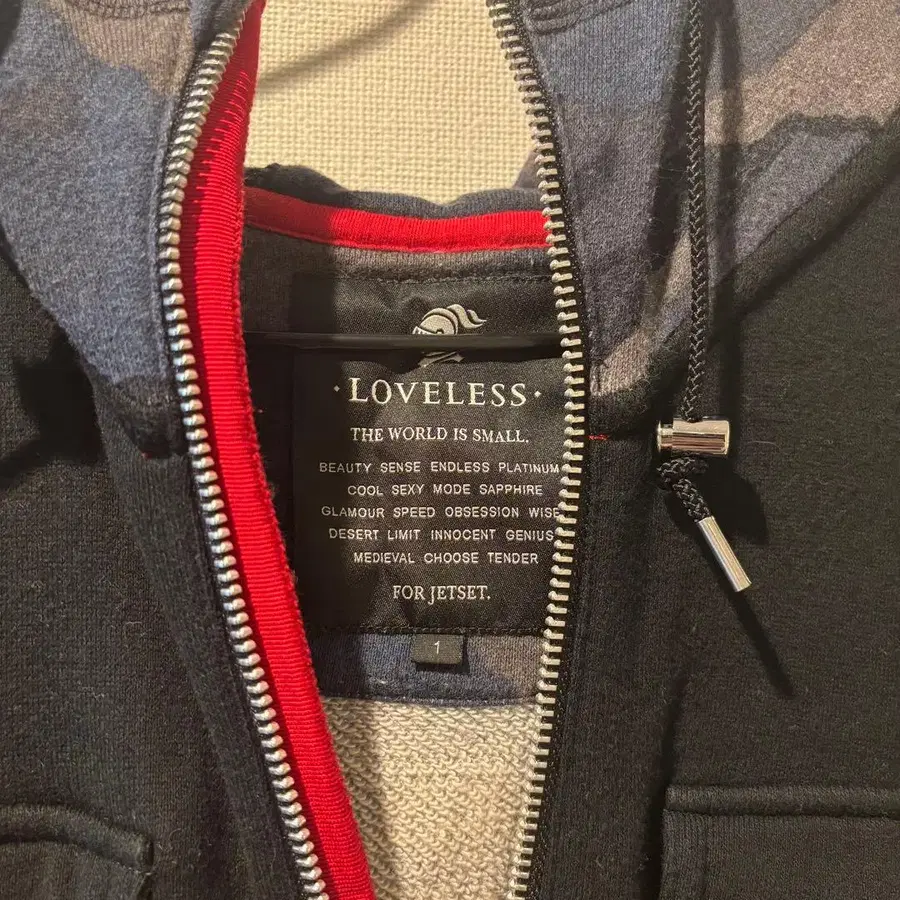 · LOVELESS ·
THE WORLD IS SMALL.
BEAUTY SENSE ENDLESS PLATINUM
COOL SEXY MODE SAPPHIRE
GLAMOUR SPEED OBSESSION WISE
DESERT LIMIT INNOCENT GENIUS
MEDIEVAL CHOOSE TENDER
FOR JETSET.
1